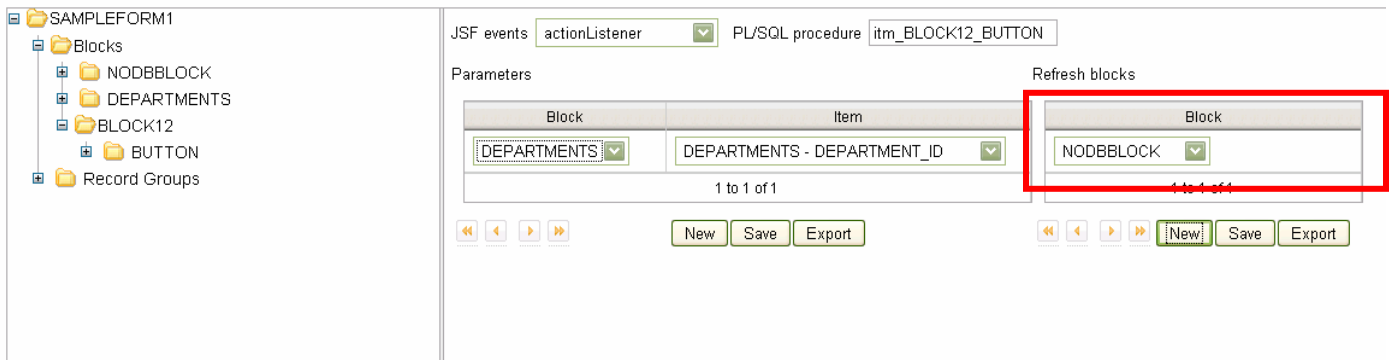 SAMPLEFORM1
Blocks
NODBBLOCK
DEPARTMENTS
BLOCK12
BUTTON
Record Groups
JSF events actionListener PL/SQL procedure itm_BLOCK12_BUTTON
Parameters Refresh blocks
Block Item Block
DEPARTMENTS DEPARTMENTS - DEPARTMENT_ID NODBBLOCK
1 to 1 of 1 1 to 1 of 1
New Save Export New Save Export